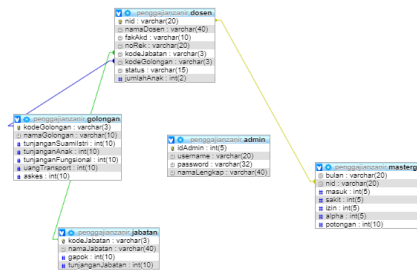 penggajianzanir dosen
nid : varchar(20)
namaDosen : varchar(40)
fakAkd : varchar(10)
noRek : varchar(20)
kodeJabatan : varchar(3)
kodeGolongan : varchar(3)
status : varchar(15)
jumlahAnak : int(2)
penggajianzanir golongan
kodeGolongan : varchar(3)
namaGolongan : varchar(10)
tunjanganSuamiIstri : int(10)
tunjanganAnak : int(10)
tunjanganFungsional : int(10)
uangTransport : int(10)
askes : int(10)
penggajianzanir admin
idAdmin : int(5)
username : varchar(20)
password : varchar(32)
namaLengkap : varchar(40)
penggajianzanir masterg
bulan : varchar(20)
nid : varchar(20)
masuk : int(5)
sakit : int(5)
izin : int(5)
alpha : int(5)
potongan : int(10)
penggajianzanir jabatan
kodeJabatan : varchar(3)
namaJabatan : varchar(40)
gapok : int(10)
tunjanganJabatan : int(10)